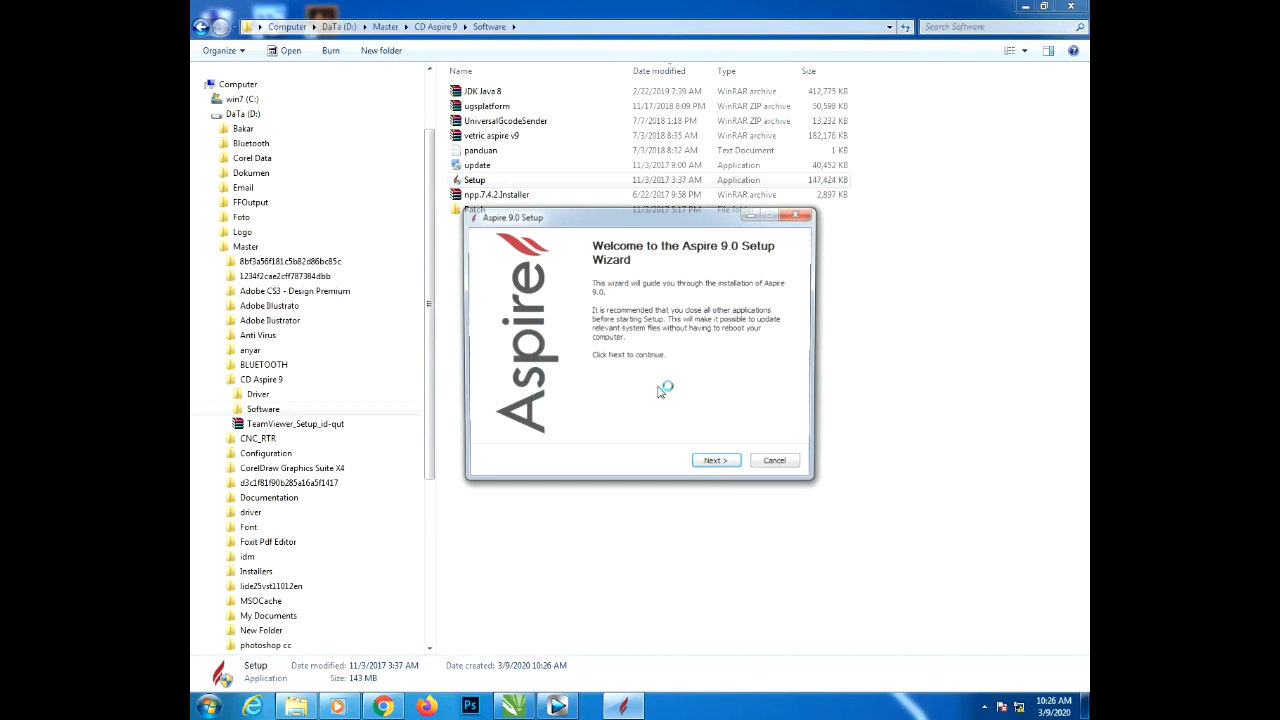 Computer
DaTa (D:)
Master
CD Aspire 9
Software
Search Software
Organize
Open
Burn
New folder
Name
Date modified
Type
Size
Computer
win7 (C:)
DaTa (D:)
Bakar
Bluetooth
Corel Data
Dokumen
Email
FFOutput
Foto
Logo
Master
8bf3a56f181c5b82d86bc85c
1234f2cae2cff787384dbb
Adobe CS3 - Design Premium
Adobe Illustrato
Adobe Ilustrator
Anti Virus
anyar
BLUETOOTH
CD Aspire 9
Driver
Software
TeamViewer_Setup_id-qut
CNC_RTR
Configuration
CorelDraw Graphics Suite X4
d3c1f81f90b285a16a5f1417
Documentation
driver
Font
Foxit Pdf Editor
idm
Installers
lide25vst11012en
MSOCache
My Documents
New Folder
photoshop cc
JDK Java 8 2/22/2019 7:39 AM WinRAR archive 412,775 KB
ugsplatform 11/17/2018 8:09 PM WinRAR ZIP archive 50,598 KB
UniversalGcodeSender 7/7/2018 1:18 PM WinRAR ZIP archive 13,232 KB
vetric aspire v9 7/3/2018 8:35 AM WinRAR archive 182,176 KB
panduan 7/3/2018 8:32 AM Text Document 1 KB
update 11/3/2017 9:00 AM Application 40,452 KB
Setup 11/3/2017 3:37 AM Application 147,424 KB
npp.7.4.2.Installer 6/22/2017 9:58 PM WinRAR archive 2,897 KB
Patch 11/3/2017 5:17 PM File folder
Aspire 9.0 Setup
Aspire
Welcome to the Aspire 9.0 Setup
Wizard
This wizard will guide you through the installation of Aspire
9.0.
It is recommended that you close all other applications
before starting Setup. This will make it possible to update
relevant system files without having to reboot your
computer.
Click Next to continue.
Next >
Cancel
Setup Date modified: 11/3/2017 3:37 AM Date created: 3/9/2020 10:26 AM
Application Size: 143 MB
Ps
10:26 AM
3/9/2020